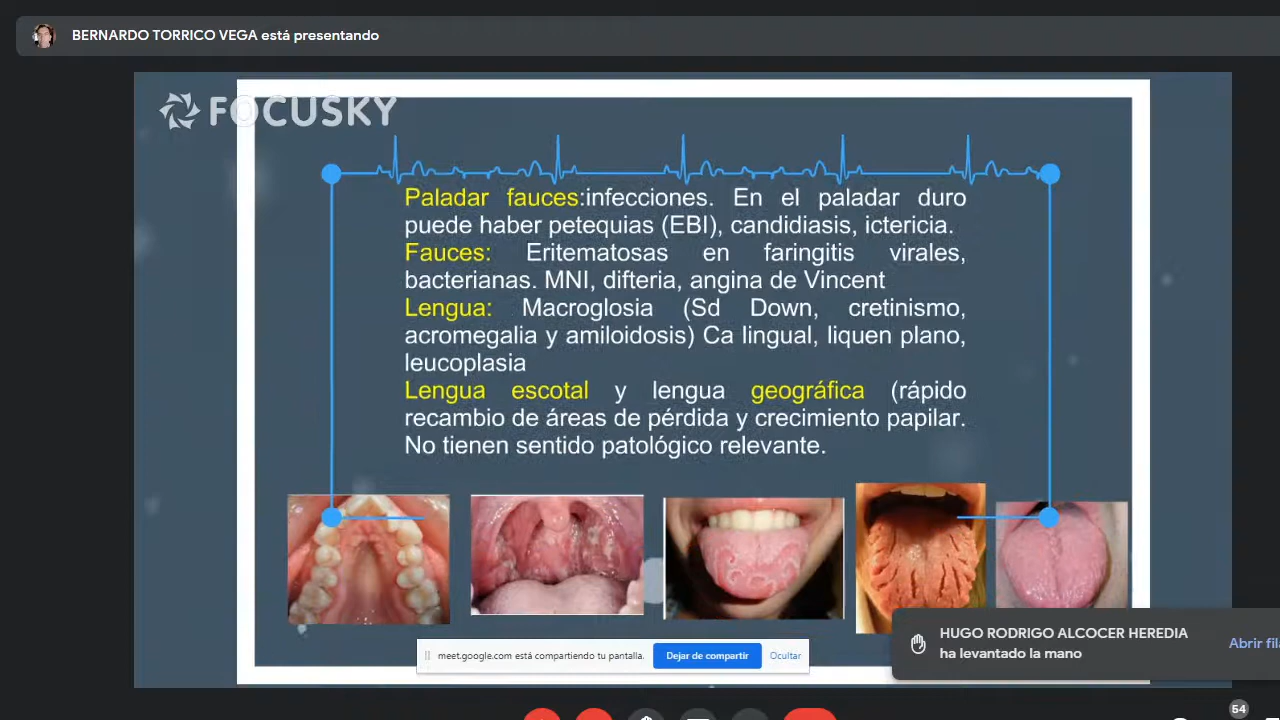 BERNARDO TORRICO VEGA está presentando
FOCUSKY
Paladar fauces:infecciones. En el paladar duro
puede haber petequias (EBI), candidiasis, ictericia.
Fauces: Eritematosas en faringitis virales,
bacterianas. MNI, difteria, angina de Vincent
Lengua: Macroglosia (Sd Down, cretinismo,
acromegalia y amiloidosis) Ca lingual, liquen plano,
leucoplasia
Lengua escotal y lengua geográfica (rápido
recambio de áreas de pérdida y crecimiento papilar.
No tienen sentido patológico relevante.
HUGO RODRIGO ALCOCER HEREDIA
ha levantado la mano
Abrir fila
meet.google.com está compartiendo tu pantalla.
Dejar de compartir
Ocultar
54